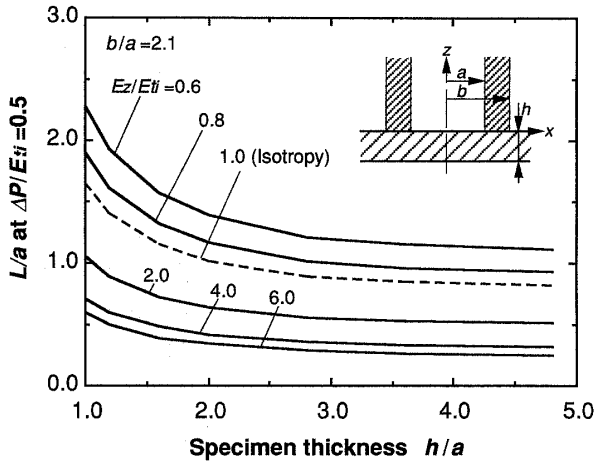 3.0
2.0
1.0
0.0
L/a at ΔP/Eti=0.5
b/a=2.1
Ez/Eti=0.6
0.8
1.0 (Isotropy)
2.0
4.0
6.0
z
a
b
h
x
1.0 2.0 3.0 4.0 5.0
Specimen thickness h/a